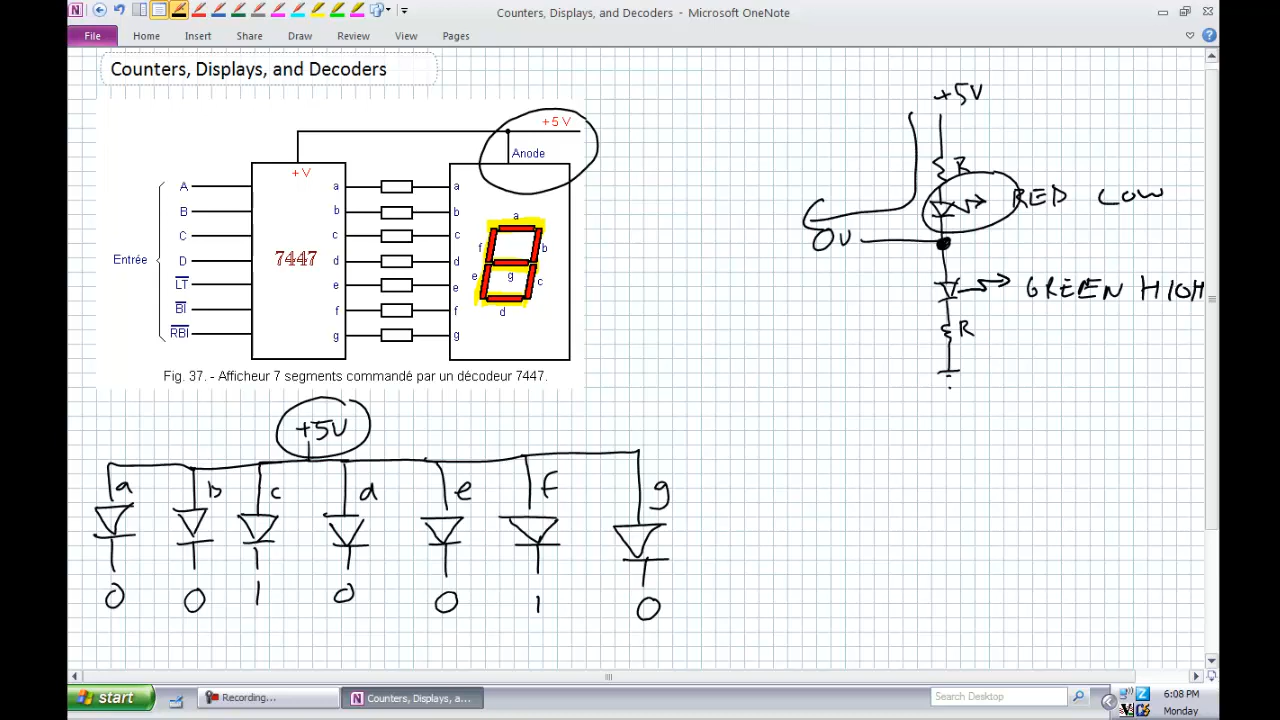 Counters, Displays, and Decoders - Microsoft OneNote
File Home Insert Share Draw Review View Pages
Counters, Displays, and Decoders
+5V
Anode
+V
A
B
C
D
Entrée
LT
BI
RBI
7447
a a
b b
c c
d d
e e
f f
g g
a
f b
g
e c
d
Fig. 37. - Afficheur 7 segments commandé par un décodeur 7447.
+5V
R
RED LOW
0V
GREEN HIGH
R
+5V
a b c d e f g
0 0 1 0 0 1 0
start
Recording...
Counters, Displays, a...
Search Desktop
6:08 PM
Monday